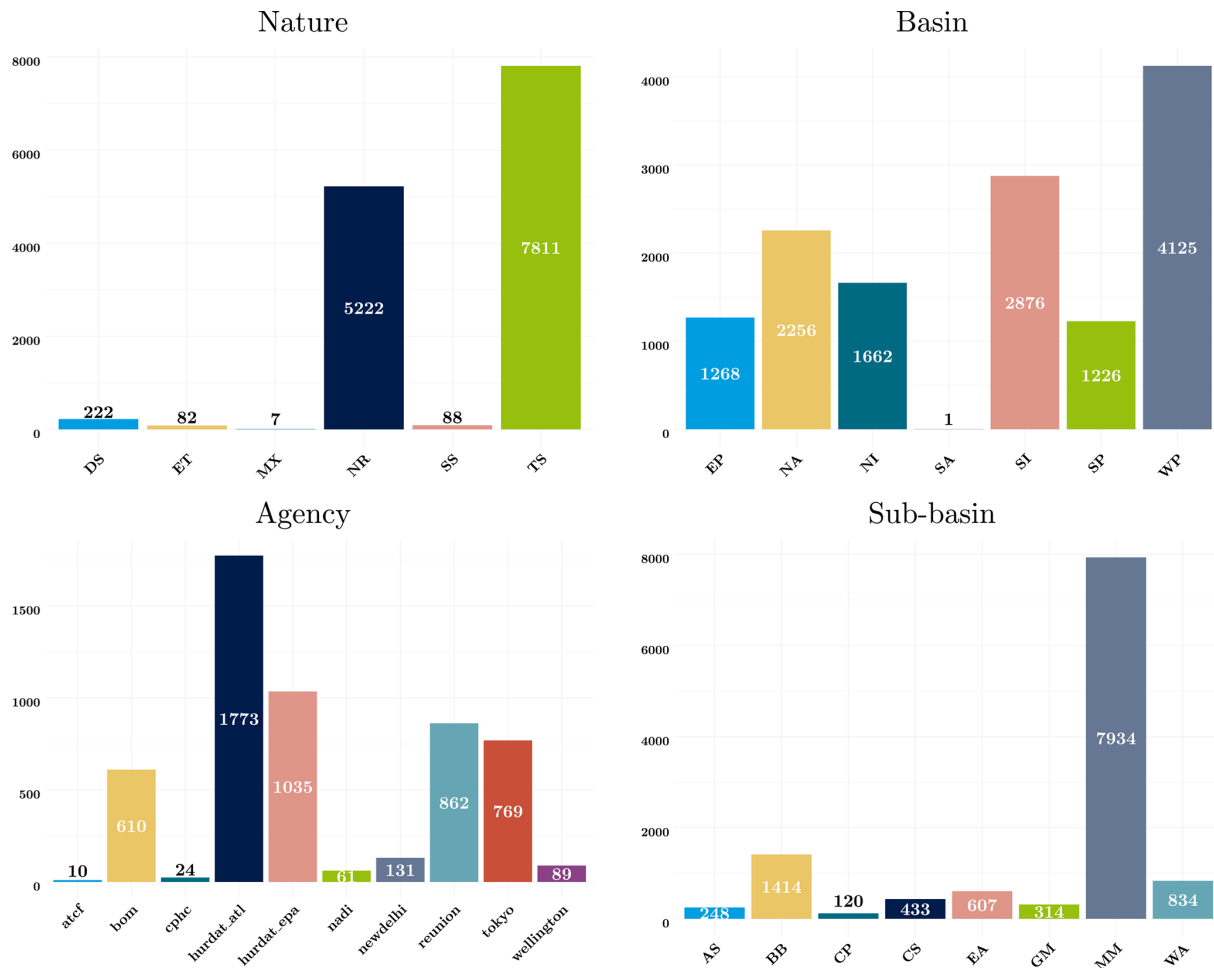 Nature
8000
6000
4000
2000
0
222
82
7
5222
88
7811
DS
ET
MX
NR
SS
TS
Basin
4000
3000
2000
1000
0
1268
2256
1662
1
2876
1226
4125
EP
NA
NI
SA
SI
SP
WP
Agency
1500
1000
500
0
10
610
24
1773
1035
61
131
862
769
89
atcf
bom
cphc
hurdat_atl
hurdat_epa
nadi
newdelhi
reunion
tokyo
wellington
Sub-basin
8000
6000
4000
2000
0
248
1414
120
433
607
314
7934
834
AS
BB
CP
CS
EA
GM
MM
WA